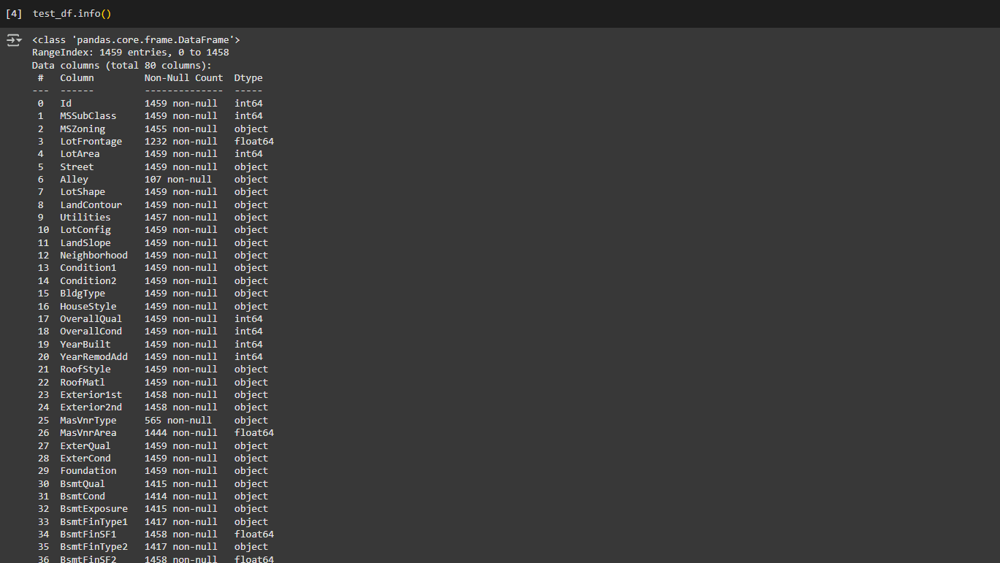 [4] test_df.info()
<class 'pandas.core.frame.DataFrame'>
RangeIndex: 1459 entries, 0 to 1458
Data columns (total 80 columns):
 #   Column         Non-Null Count  Dtype
---  ------         --------------  -----
 0   Id             1459 non-null   int64
 1   MSSubClass     1459 non-null   int64
 2   MSZoning       1455 non-null   object
 3   LotFrontage    1232 non-null   float64
 4   LotArea        1459 non-null   int64
 5   Street         1459 non-null   object
 6   Alley          107 non-null    object
 7   LotShape       1459 non-null   object
 8   LandContour    1459 non-null   object
 9   Utilities      1457 non-null   object
 10  LotConfig      1459 non-null   object
 11  LandSlope      1459 non-null   object
 12  Neighborhood   1459 non-null   object
 13  Condition1     1459 non-null   object
 14  Condition2     1459 non-null   object
 15  BldgType       1459 non-null   object
 16  HouseStyle     1459 non-null   object
 17  OverallQual    1459 non-null   int64
 18  OverallCond    1459 non-null   int64
 19  YearBuilt      1459 non-null   int64
 20  YearRemodAdd   1459 non-null   int64
 21  RoofStyle      1459 non-null   object
 22  RoofMatl       1459 non-null   object
 23  Exterior1st    1458 non-null   object
 24  Exterior2nd    1458 non-null   object
 25  MasVnrType     565 non-null    object
 26  MasVnrArea     1444 non-null   float64
 27  ExterQual      1459 non-null   object
 28  ExterCond      1459 non-null   object
 29  Foundation     1459 non-null   object
 30  BsmtQual       1415 non-null   object
 31  BsmtCond       1414 non-null   object
 32  BsmtExposure   1415 non-null   object
 33  BsmtFinType1   1417 non-null   object
 34  BsmtFinSF1     1458 non-null   float64
 35  BsmtFinType2   1417 non-null   object
 36  BsmtFinSF2     1458 non-null   float64